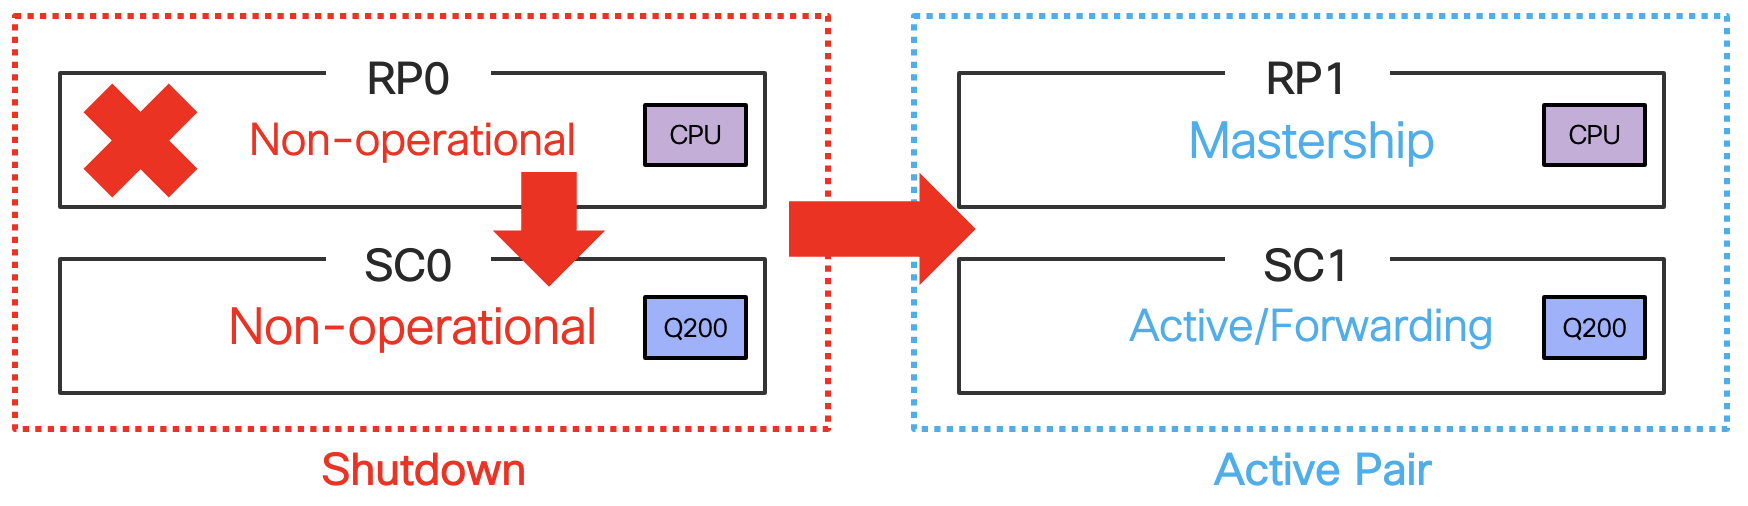 RP0
Non-operational
CPU
SC0
Non-operational
Q200
Shutdown
RP1
Mastership
CPU
SC1
Active/Forwarding
Q200
Active Pair